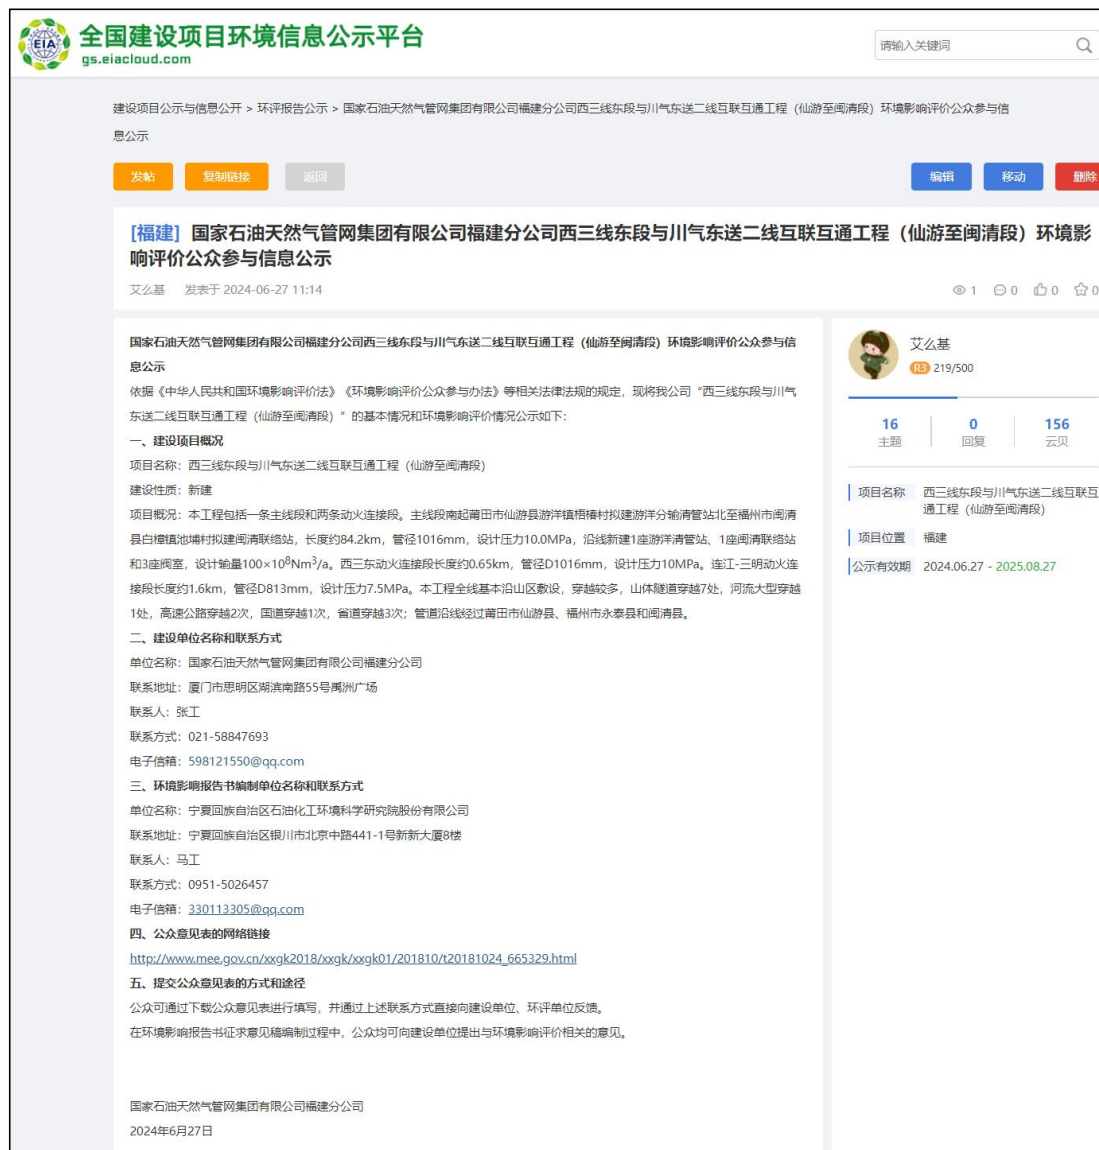 EIA
全国建设项目环境信息公示平台
gs.eiacloud.com
请输入关键词
建设项目公示与信息公开 > 环评报告公示 > 国家石油天然气管网集团有限公司福建分公司西三线东段与川气东送二线互联互通工程（仙游至闽清段）环境影响评价公众参与信
息公示
发帖
复制链接
返回
编辑
移动
删除
[福建] 国家石油天然气管网集团有限公司福建分公司西三线东段与川气东送二线互联互通工程（仙游至闽清段）环境影
响评价公众参与信息公示
艾么基 发表于 2024-06-27 11:14
1 0 0 0
国家石油天然气管网集团有限公司福建分公司西三线东段与川气东送二线互联互通工程（仙游至闽清段）环境影响评价公众参与信
息公示
依据《中华人民共和国环境影响评价法》《环境影响评价公众参与办法》等相关法律法规的规定，现将我公司“西三线东段与川气
东送二线互联互通工程（仙游至闽清段）”的基本情况和环境影响评价情况公示如下：
一、建设项目概况
项目名称：西三线东段与川气东送二线互联互通工程（仙游至闽清段）
建设性质：新建
项目概况：本工程包括一条主线段和两条动火连接段。主线段南起莆田市仙游县游洋镇梧椿村拟建游洋分输清管站北至福州市闽清
县白樟镇池埔村拟建闽清联络站，长度约84.2km，管径1016mm，设计压力10.0MPa，沿线新建1座游洋清管站、1座闽清联络站
和3座阀室，设计输量100×10⁸Nm³/a。西三东动火连接段长度约0.65km，管径D1016mm，设计压力10MPa。连江-三明动火连
接段长度约1.6km，管径D813mm，设计压力7.5MPa。本工程全线基本沿山区敷设，穿越较多，山体隧道穿越7处，河流大型穿越
1处，高速公路穿越2次，国道穿越1次，省道穿越3次；管道沿线经过莆田市仙游县、福州市永泰县和闽清县。
二、建设单位名称和联系方式
单位名称：国家石油天然气管网集团有限公司福建分公司
联系地址：厦门市思明区湖滨南路55号禹洲广场
联系人：张工
联系方式：021-58847693
电子信箱：598121550@qq.com
三、环境影响报告书编制单位名称和联系方式
单位名称：宁夏回族自治区石油化工环境科学研究院股份有限公司
联系地址：宁夏回族自治区银川市北京中路441-1号新新大厦8楼
联系人：马工
联系方式：0951-5026457
电子信箱：330113305@qq.com
四、公众意见表的网络链接
http://www.mee.gov.cn/xxgk2018/xxgk/xxgk01/201810/t20181024_665329.html
五、提交公众意见表的方式和途径
公众可通过下载公众意见表进行填写，并通过上述联系方式直接向建设单位、环评单位反馈。
在环境影响报告书征求意见稿编制过程中，公众均可向建设单位提出与环境影响评价相关的意见。
国家石油天然气管网集团有限公司福建分公司
2024年6月27日
艾么基
R3 219/500
16 0 156
主题 回复 云贝
项目名称 西三线东段与川气东送二线互联互
通工程（仙游至闽清段）
项目位置 福建
公示有效期 2024.06.27 - 2025.08.27